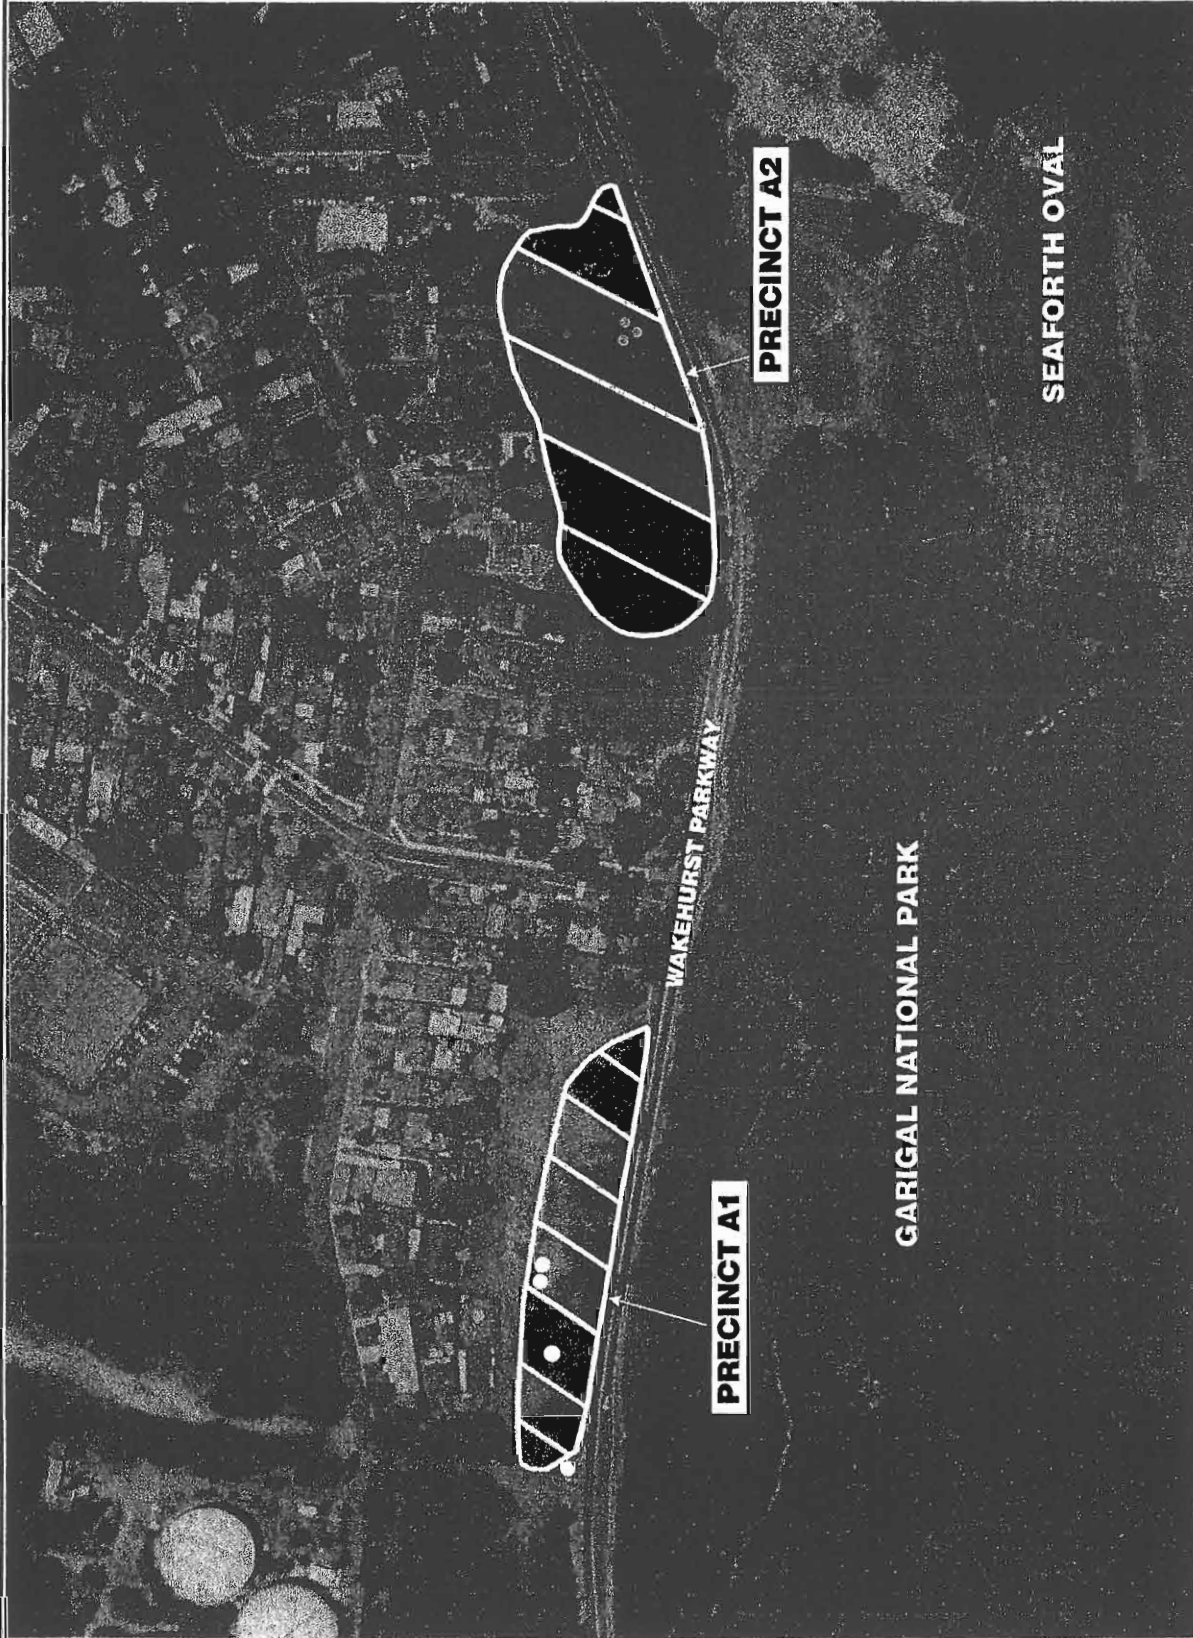 PRECINCT A1
PRECINCT A2
WAKEHURST PARKWAY
GARIGAL NATIONAL PARK
SEAFORTH OVAL